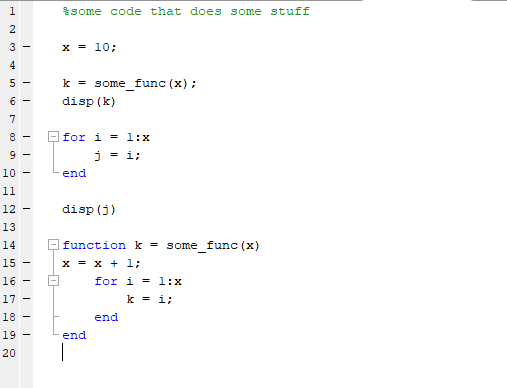 1 %some code that does some stuff
2
3 – x = 10;
4
5 – k = some_func(x);
6 – disp(k)
7
8 – for i = 1:x
9 – j = i;
10 – end
11
12 – disp(j)
13
14 function k = some_func(x)
15 – x = x + 1;
16 – for i = 1:x
17 – k = i;
18 – end
19 – end
20